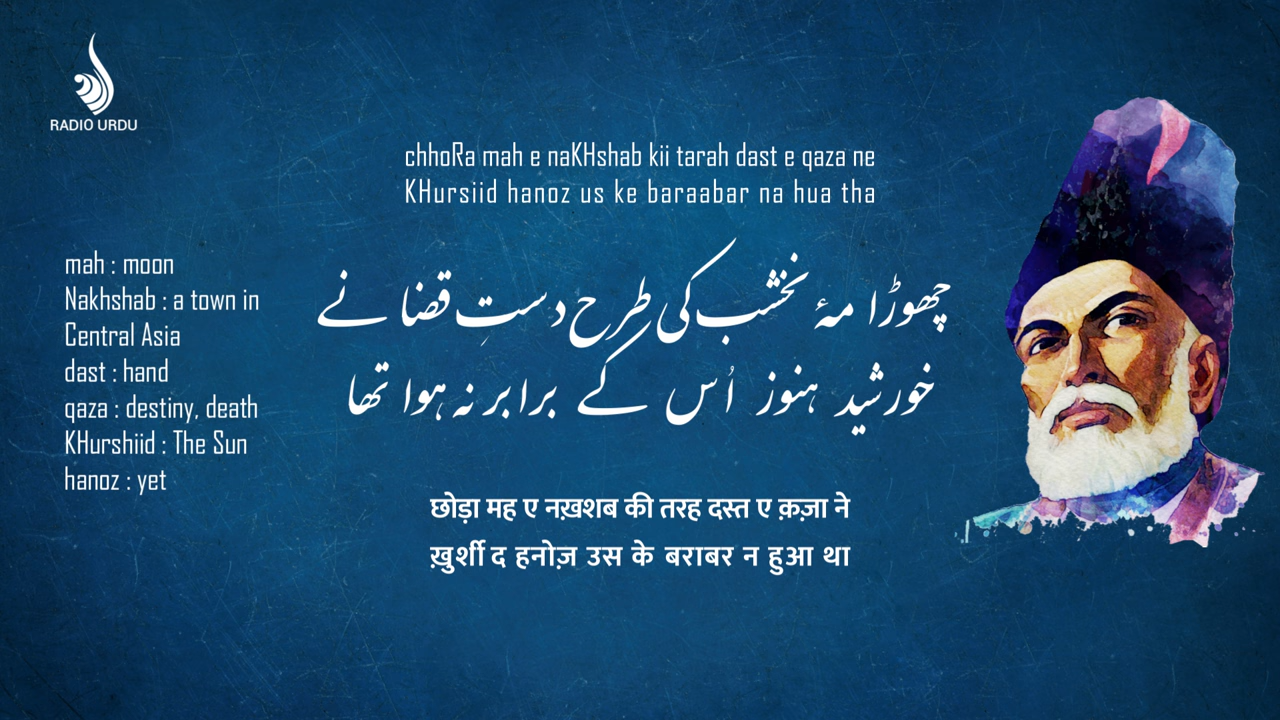 RADIO URDU
chhoRa mah e naKHshab kii tarah dast e qaza ne
KHursiid hanoz us ke baraabar na hua tha
mah : moon
Nakhshab : a town in
Central Asia
dast : hand
qaza : destiny, death
KHurshiid : The Sun
hanoz : yet
چھوڑا مہٗ نخشب کی طرح دستِ قضا نے
خورشید ہنوز اُس کے برابر نہ ہوا تھا
छोड़ा मह ए नख़शब की तरह दस्त ए क़ज़ा ने
ख़ुर्शी द हनोज़ उस के बराबर न हुआ था